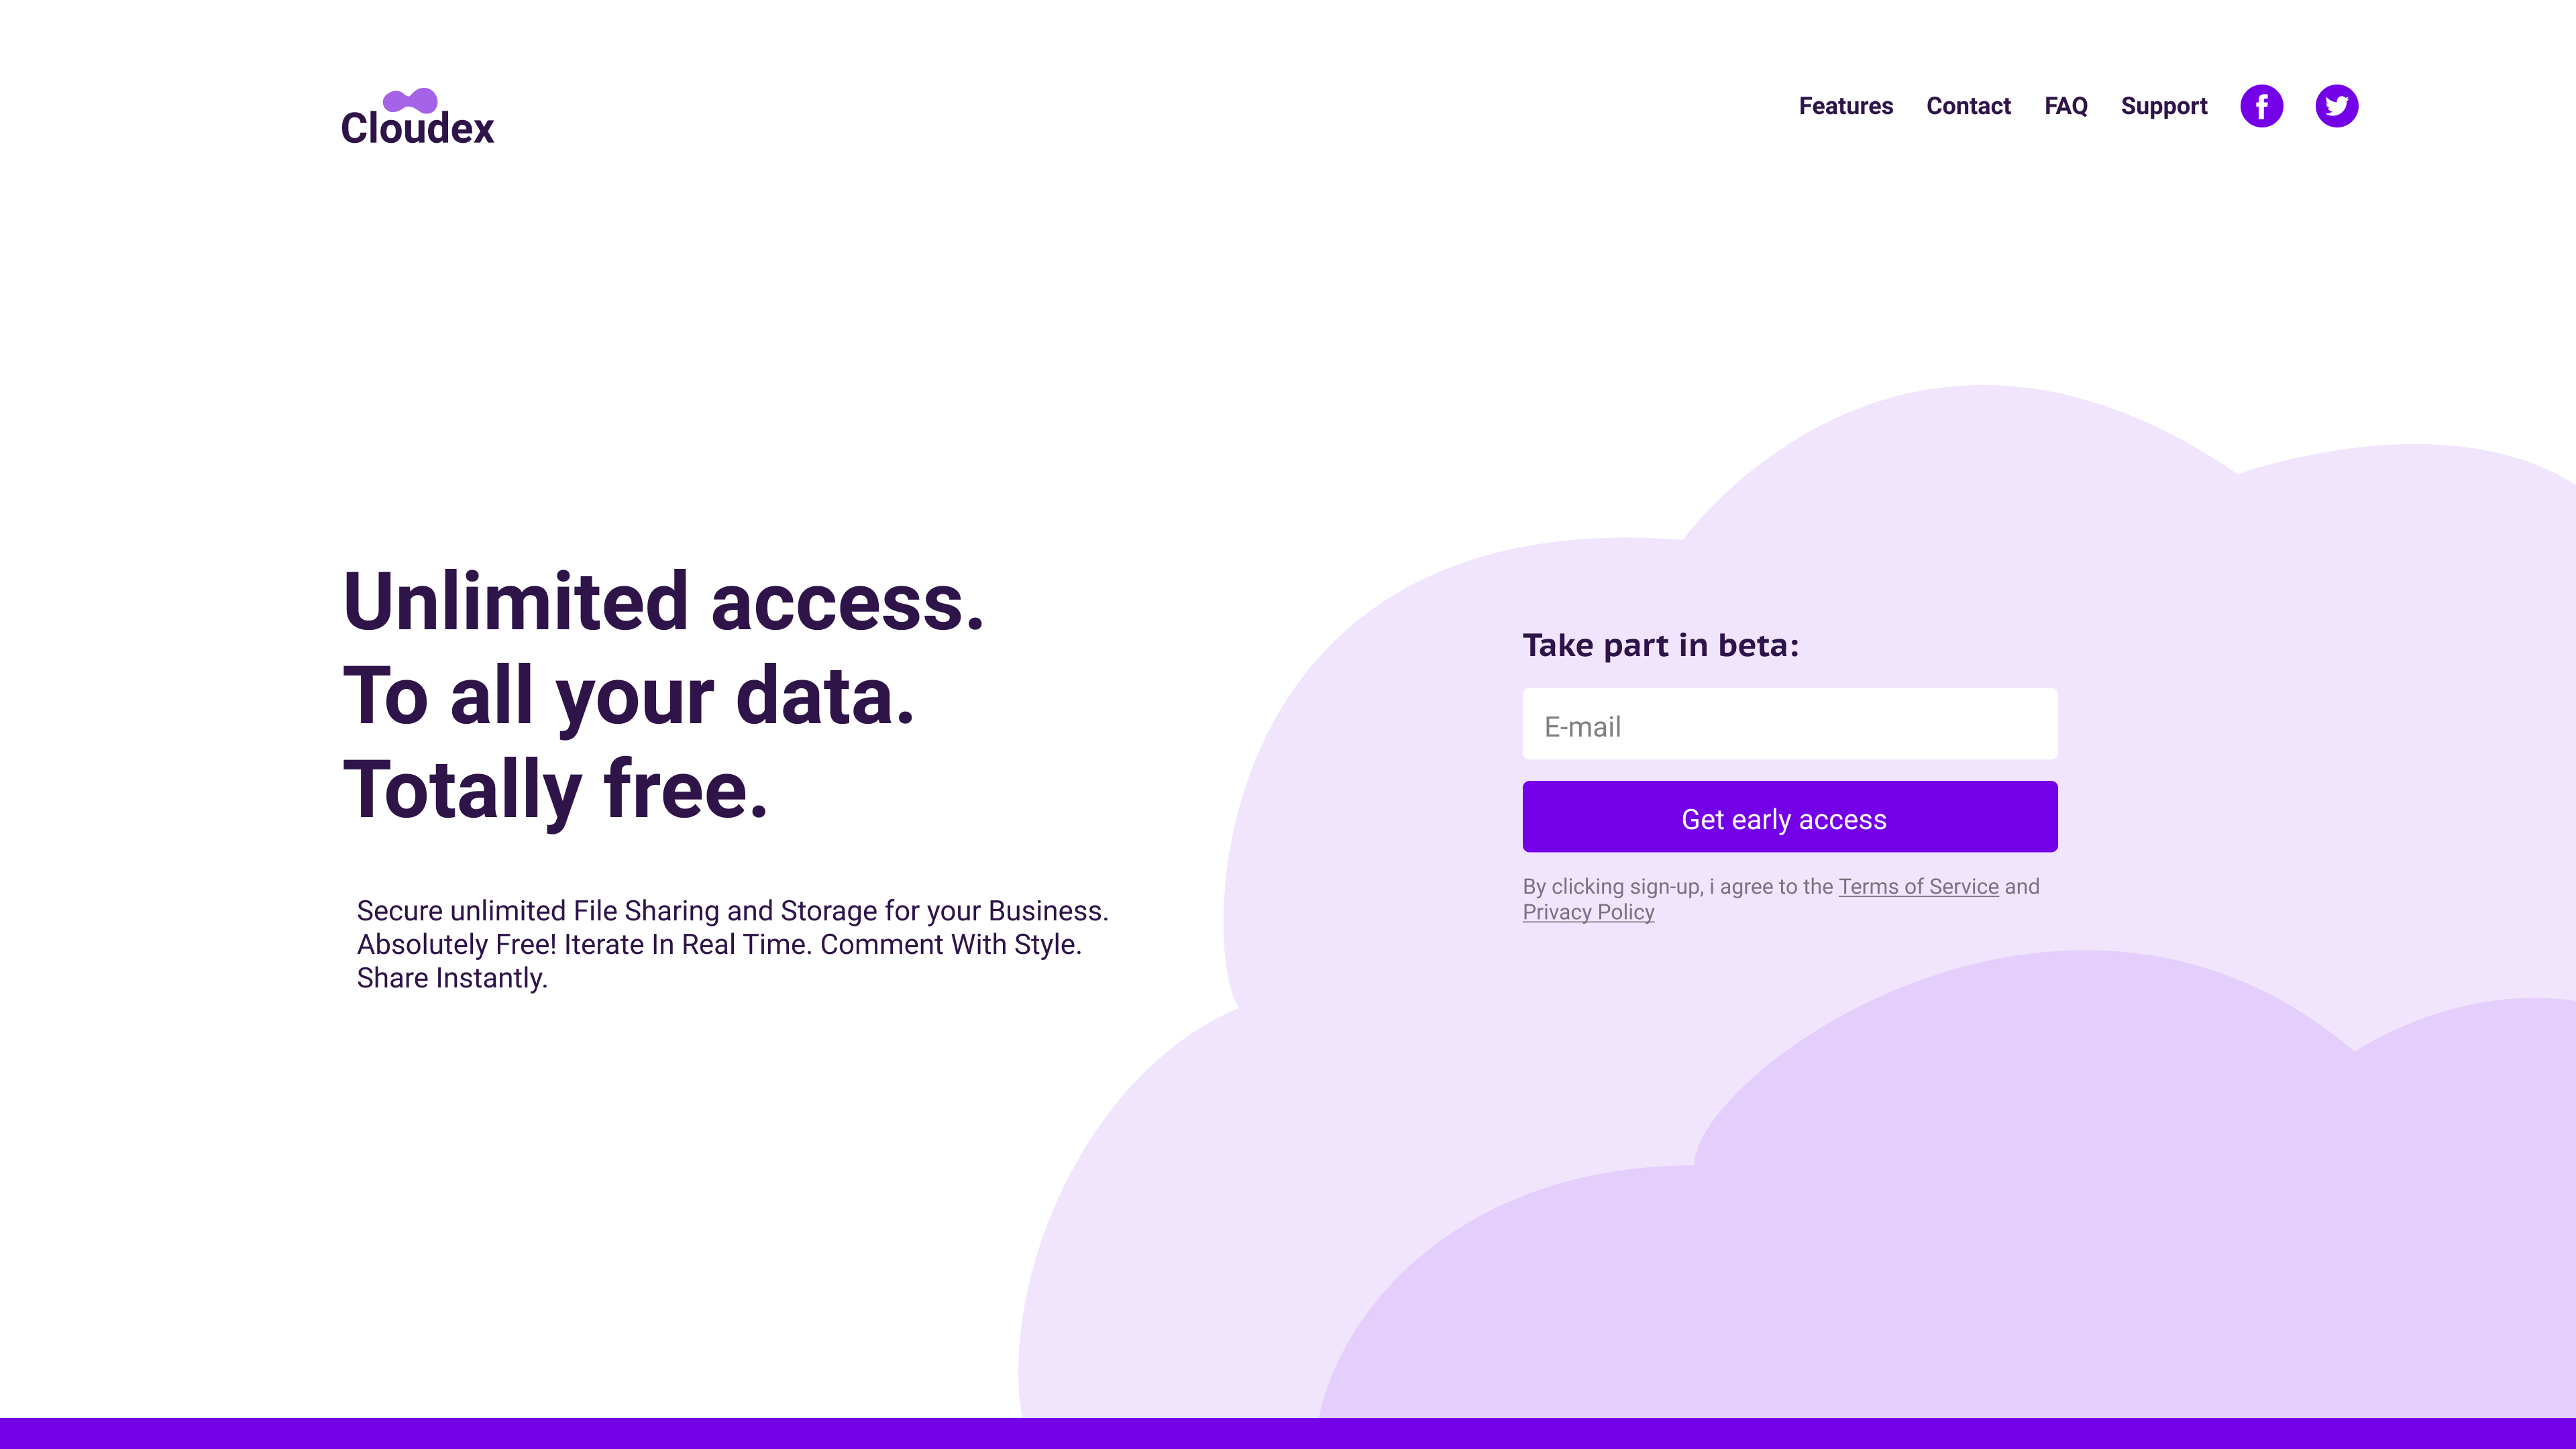 Cloudex
Features Contact FAQ Support
Unlimited access.
To all your data.
Totally free.
Secure unlimited File Sharing and Storage for your Business.
Absolutely Free! Iterate In Real Time. Comment With Style.
Share Instantly.
Take part in beta:
E-mail
Get early access
By clicking sign-up, i agree to the Terms of Service and
Privacy Policy